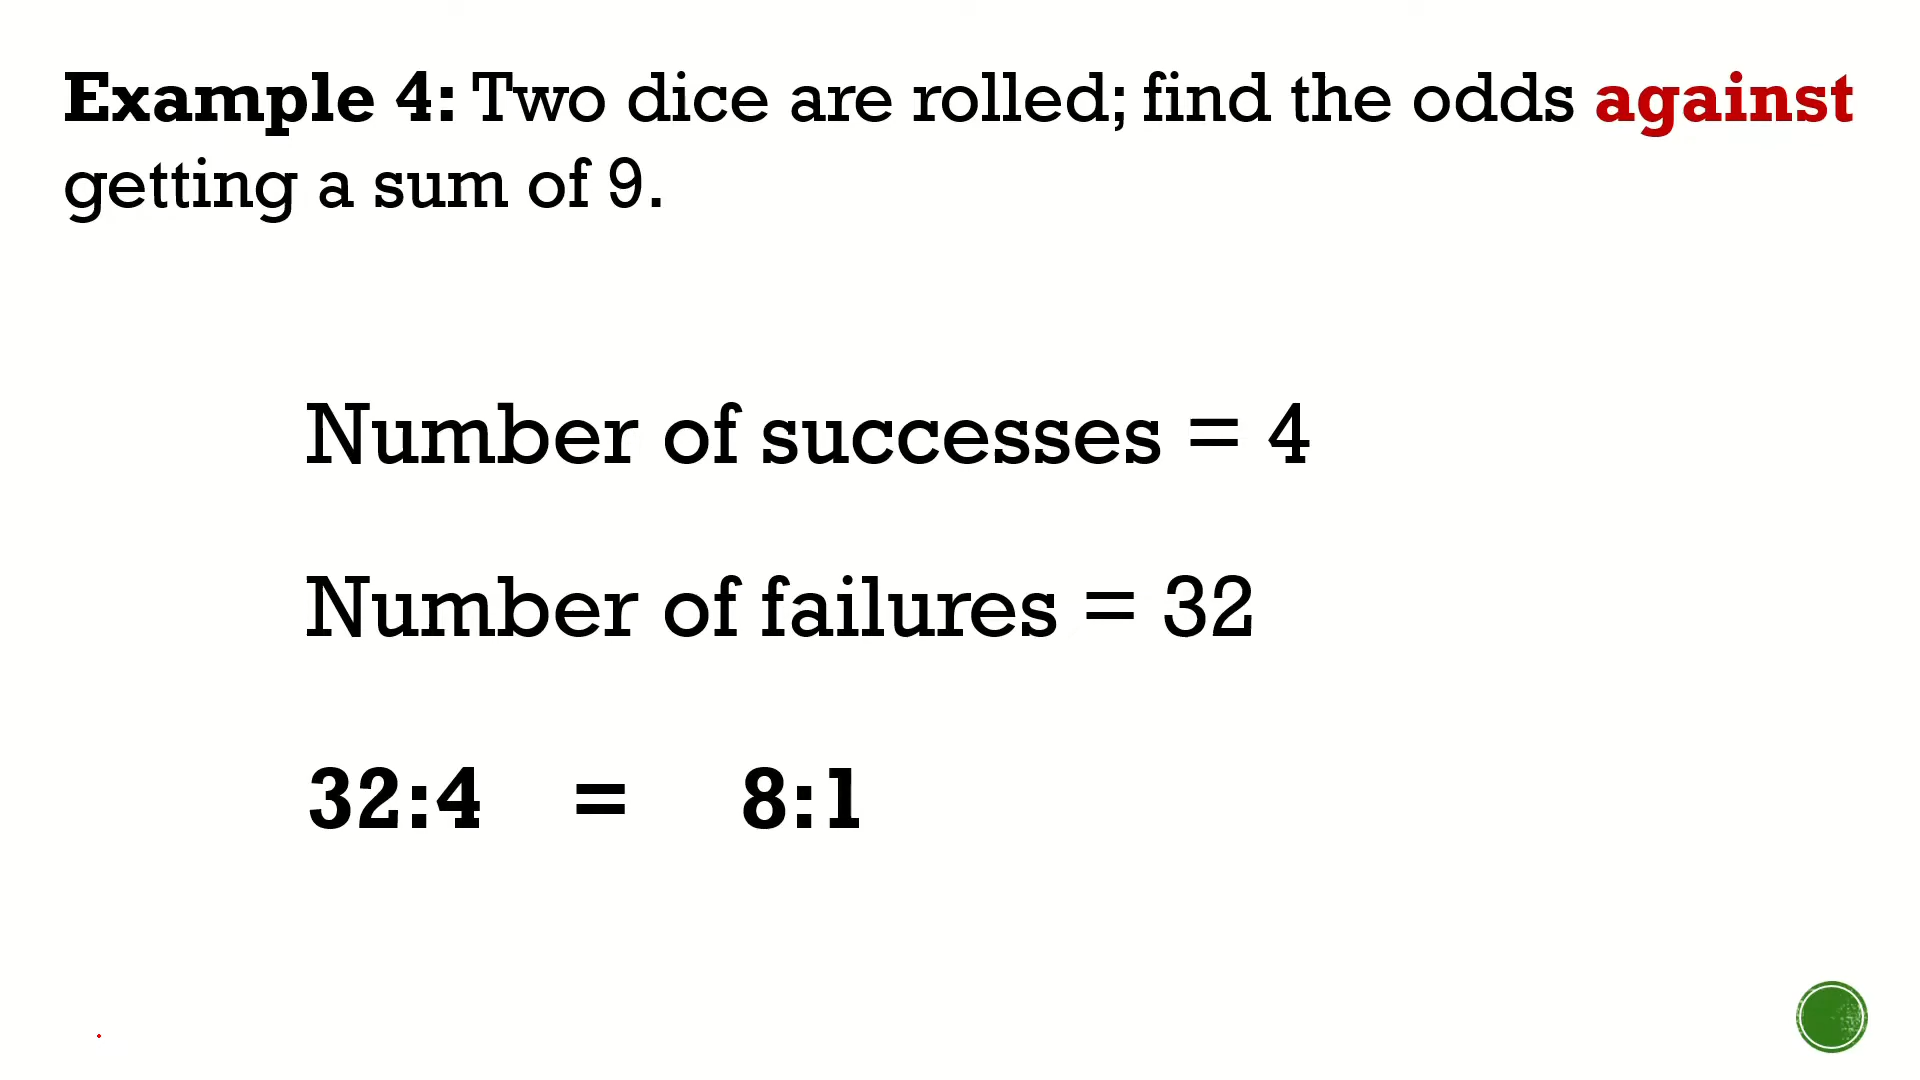 Example 4: Two dice are rolled; find the odds against
getting a sum of 9.
Number of successes = 4
Number of failures = 32
32:4 = 8:1